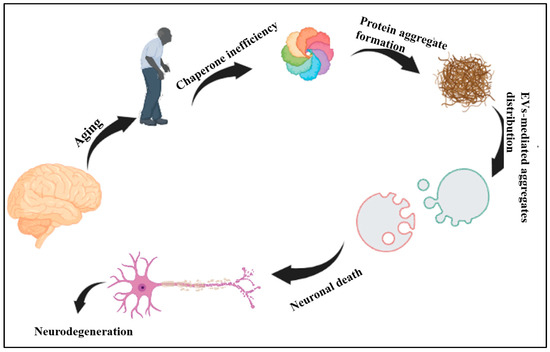 Aging
Chaperone inefficiency
Protein aggregate
formation
EVs-mediated aggregates
distribution
Neuronal death
Neurodegeneration